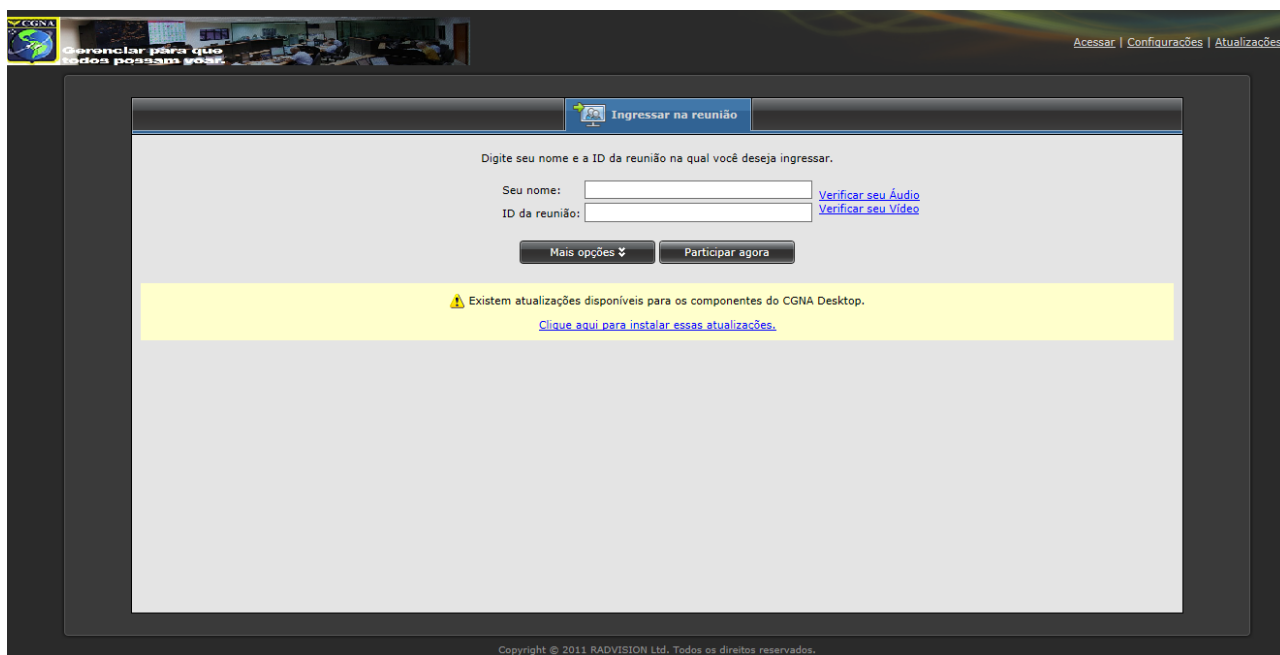 CGNA
Gerenciar para que
todos possam voar.
Acessar | Configurações | Atualizações
Ingressar na reunião
Digite seu nome e a ID da reunião na qual você deseja ingressar.
Seu nome:
Verificar seu Áudio
ID da reunião:
Verificar seu Vídeo
Mais opções
Participar agora
Existem atualizações disponíveis para os componentes do CGNA Desktop.
Clique aqui para instalar essas atualizações.
Copyright © 2011 RADVISION Ltd. Todos os direitos reservados.